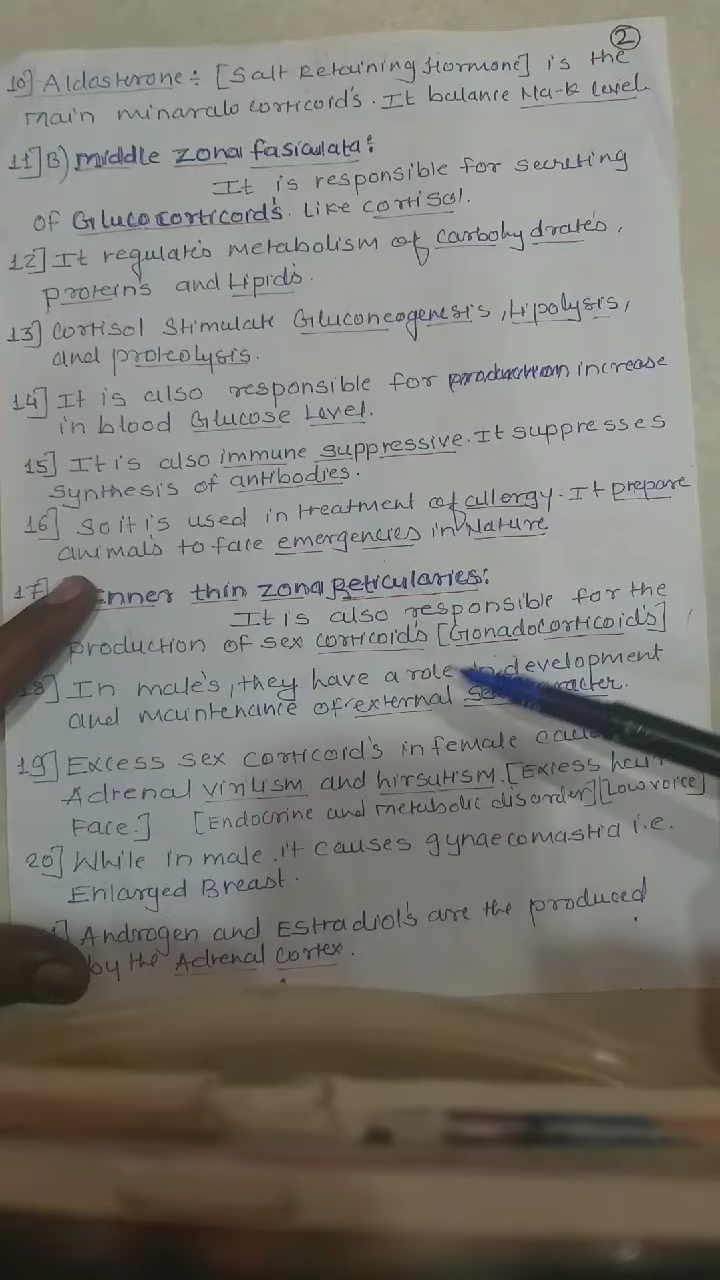 2
10] Aldosterone÷ [Salt Retaining Hormone] is the
main minaralo corticoid's. It balance Na-K level
11] B) middle zona fasiculata:
It is responsible for secreting
of Glucocorticord's. Like cortisol.
12] It regulate's metabolism of carbohydrate's,
protein's and Lipid's.
13] Cortisol Stimulate Gluconeogenesis, Lipolysis,
and proteolysis.
14] It is also responsible for production increase
in blood Glucose Level.
15] It is also immune suppressive. It suppresses
Synthesis of antibodies.
16] So it is used in treatment of allergy. It prepare
animal's to face emergencies in Nature
17] Inner thin zona Reticularies:
It is also responsible for the
production of sex corticoid's [Gonadocorticoid's]
18] In male's, they have a role in development
and maintenance of external
19] Excess sex corticoid's in female
Adrenal virilism and hirsutism. [Excess hair
Face.] [Endocrine and metabolic disorder] [Low voice]
20] While in male, it causes gynaecomastia i.e.
Enlarged Breast.
Androgen and Estradiol's are the produced
by the Adrenal Cortex.